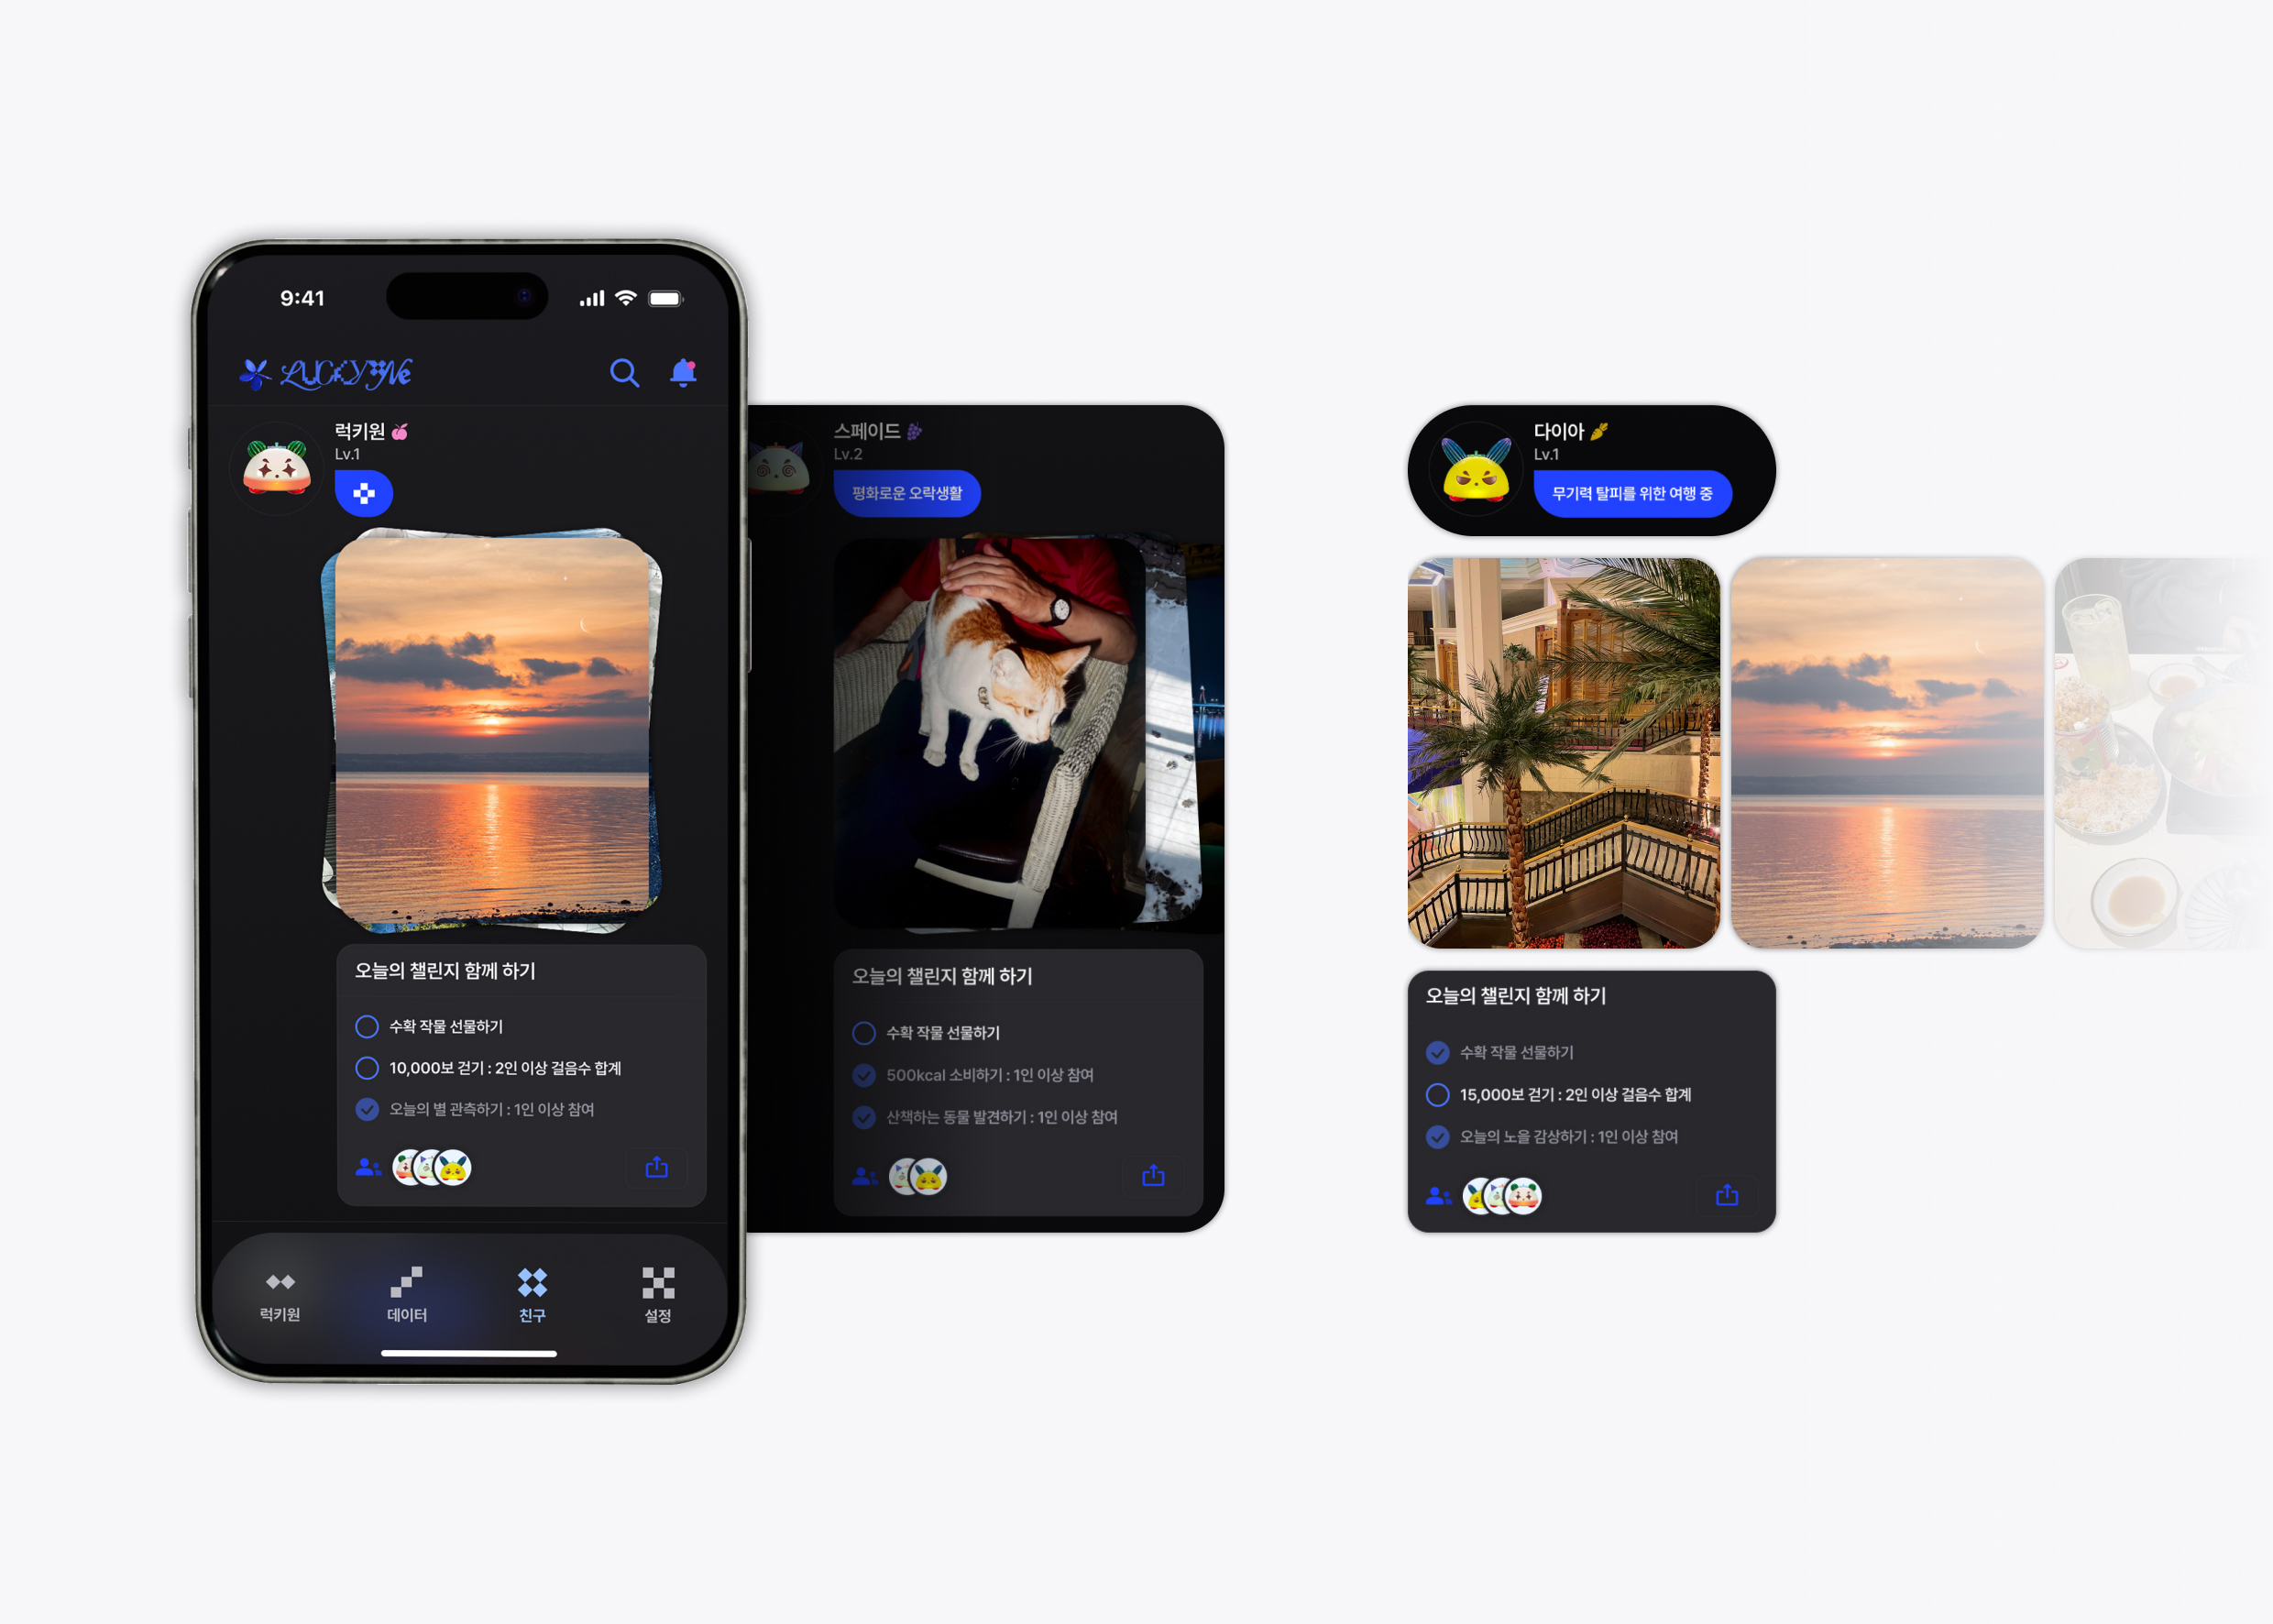 9:41
LUCKY ONE
럭키원
Lv.1
오늘의 챌린지 함께 하기
수확 작물 선물하기
10,000보 걷기 : 2인 이상 걸음수 합계
오늘의 별 관측하기 : 1인 이상 참여
럭키원
데이터
친구
설정
스페이드
Lv.2
평화로운 오락생활
오늘의 챌린지 함께 하기
수확 작물 선물하기
500kcal 소비하기 : 1인 이상 참여
산책하는 동물 발견하기 : 1인 이상 참여
다이아
Lv.1
무기력 탈피를 위한 여행 중
오늘의 챌린지 함께 하기
수확 작물 선물하기
15,000보 걷기 : 2인 이상 걸음수 합계
오늘의 노을 감상하기 : 1인 이상 참여